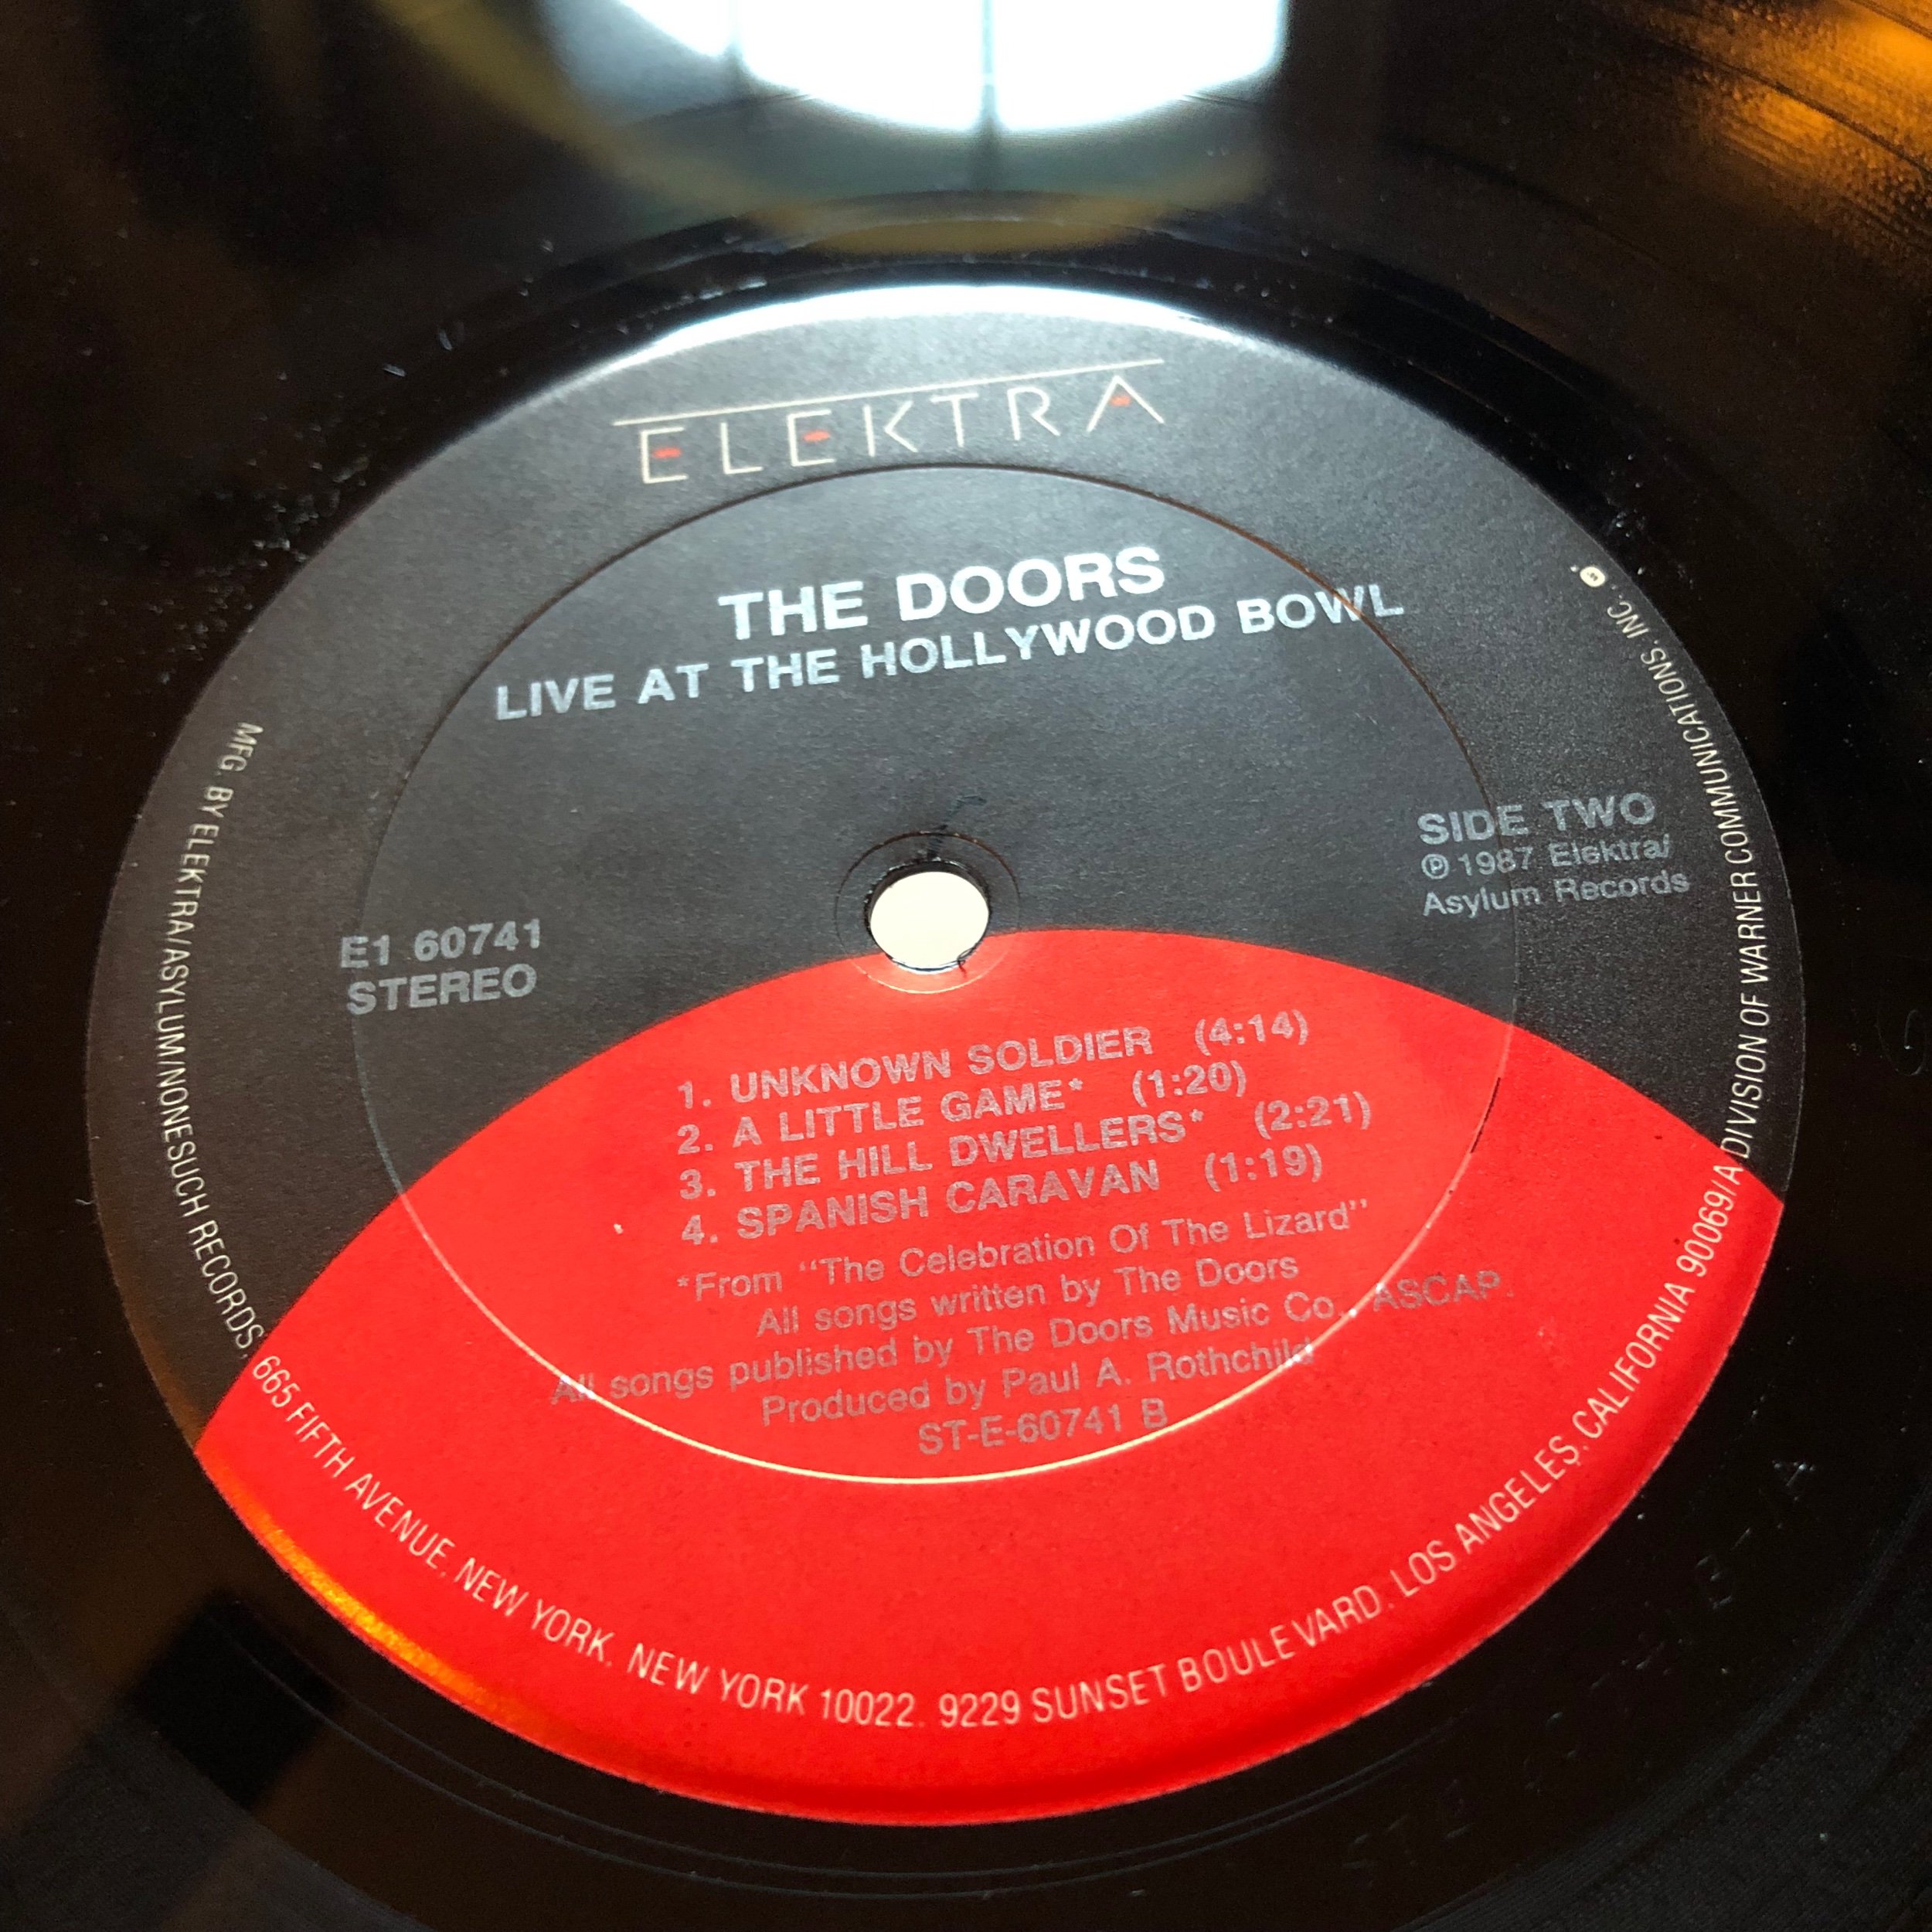 ELEKTRA
THE DOORS
LIVE AT THE HOLLYWOOD BOWL
SIDE TWO
Ⓟ 1987 Elektra/
Asylum Records
E1 60741
STEREO
1. UNKNOWN SOLDIER (4:14)
2. A LITTLE GAME* (1:20)
3. THE HILL DWELLERS* (2:21)
4. SPANISH CARAVAN (1:19)
*From "The Celebration Of The Lizard"
All songs written by The Doors
All songs published by The Doors Music Co., ASCAP.
Produced by Paul A. Rothchild
ST-E-60741 B
MFG. BY ELEKTRA/ASYLUM/NONESUCH RECORDS, 665 FIFTH AVENUE, NEW YORK, NEW YORK 10022. 9229 SUNSET BOULEVARD, LOS ANGELES, CALIFORNIA 90069/A DIVISION OF WARNER COMMUNICATIONS, INC.